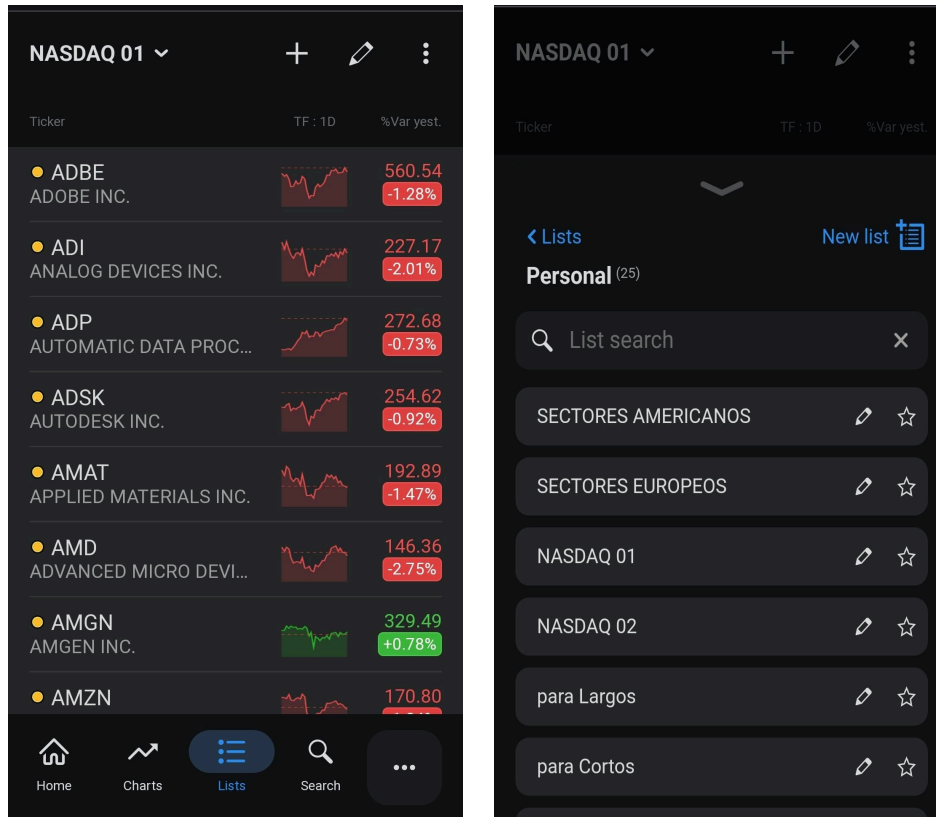 NASDAQ 01
Ticker TF : 1D %Var yest.
ADBE 560.54
ADOBE INC. -1.28%
ADI 227.17
ANALOG DEVICES INC. -2.01%
ADP 272.68
AUTOMATIC DATA PROC... -0.73%
ADSK 254.62
AUTODESK INC. -0.92%
AMAT 192.89
APPLIED MATERIALS INC. -1.47%
AMD 146.36
ADVANCED MICRO DEVI... -2.75%
AMGN 329.49
AMGEN INC. +0.78%
AMZN 170.80
Home Charts Lists Search
NASDAQ 01
Ticker TF : 1D %Var yest.
Lists New list
Personal (25)
List search
SECTORES AMERICANOS
SECTORES EUROPEOS
NASDAQ 01
NASDAQ 02
para Largos
para Cortos